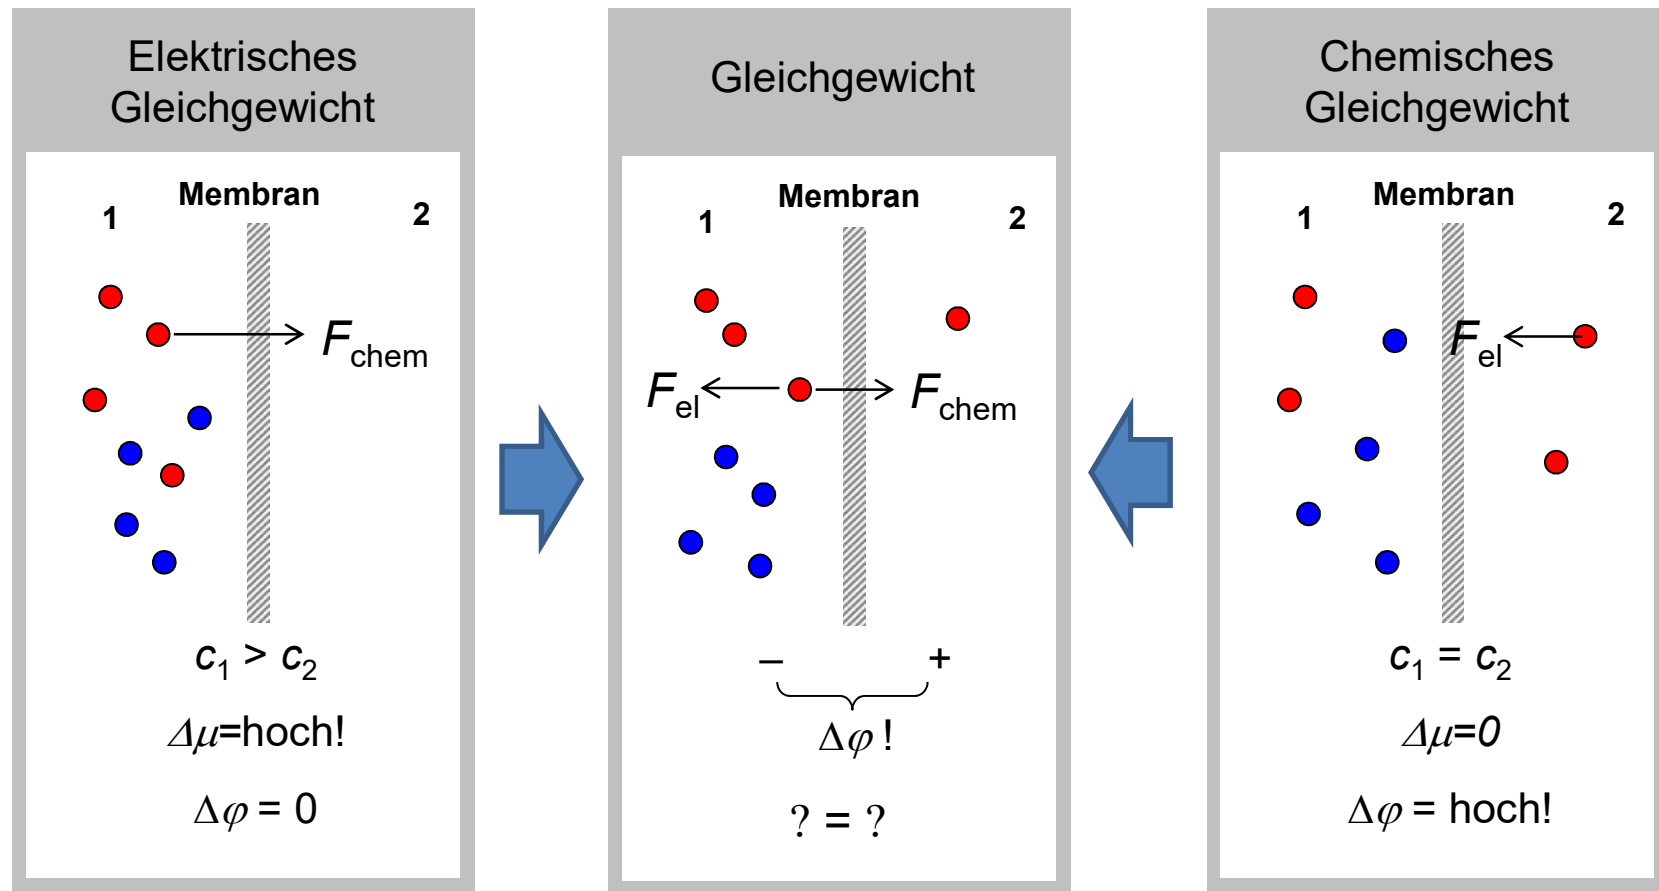 Elektrisches
Gleichgewicht
Membran
1 2
F chem
c1 > c2
Δμ=hoch!
Δφ = 0
Gleichgewicht
Membran
1 2
Fel Fchem
– +
Δφ !
? = ?
Chemisches
Gleichgewicht
Membran
1 2
Fel
c1 = c2
Δμ=0
Δφ = hoch!